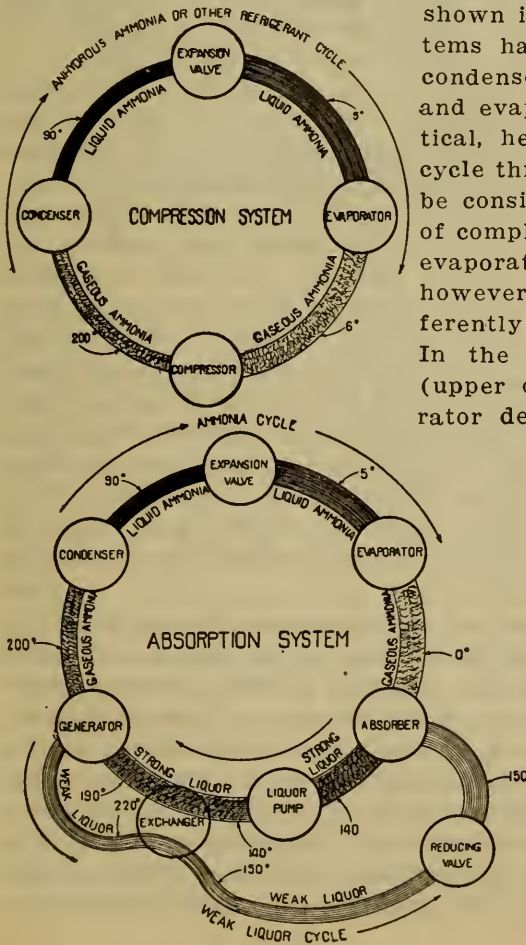 ANHYDROUS AMMONIA OR OTHER REFRIGERANT CYCLE
EXPANSION
VALVE
90°
LIQUID AMMONIA
LIQUID AMMONIA
5°
CONDENSER
COMPRESSION SYSTEM
EVAPORATOR
GASEOUS AMMONIA
GASEOUS AMMONIA
200
6°
COMPRESSOR
shown i
tems ha
condense
and evap
tical, he
cycle thr
be consi
of compl
evaporat
however
ferently
In the
(upper c
rator de
AMMONIA CYCLE
EXPANSION
VALVE
90°
LIQUID AMMONIA
LIQUID AMMONIA
5°
CONDENSER
EVAPORATOR
200°
GASEOUS AMMONIA
ABSORPTION SYSTEM
GASEOUS AMMONIA
0°
GENERATOR
ABSORBER
STRONG LIQUOR
STRONG
LIQUOR
WEAK LIQUOR
190°
220°
EXCHANGER
LIQUOR
PUMP
140
140°
150°
150
REDUCING
VALVE
WEAK LIQUOR
WEAK LIQUOR CYCLE